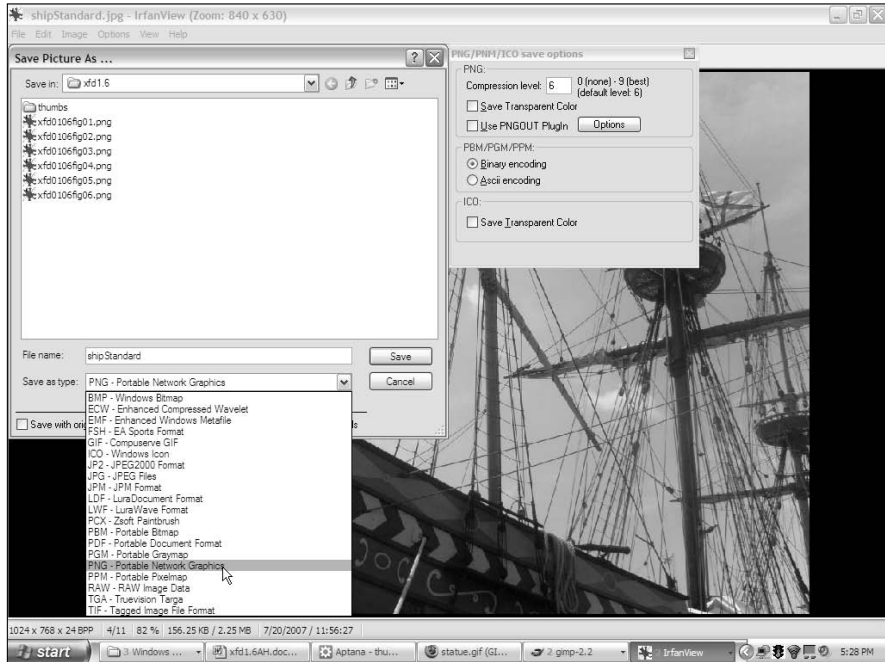 shipStandard.jpg - IrfanView (Zoom: 840 x 630)
File Edit Image Options View Help
Save Picture As ...
Save in: xfd1.6
thumbs
xfd0106fig01.png
xfd0106fig02.png
xfd0106fig03.png
xfd0106fig04.png
xfd0106fig05.png
xfd0106fig06.png
File name: shipStandard
Save
Save as type: PNG - Portable Network Graphics
Cancel
Save with ori
BMP - Windows Bitmap
ECW - Enhanced Compressed Wavelet
EMF - Enhanced Windows Metafile
FSH - EA Sports Format
GIF - Compuserve GIF
ICO - Windows Icon
JP2 - JPEG2000 Format
JPG - JPEG Files
JPM - JPM Format
LDF - LuraDocument Format
LWF - LuraWave Format
PCX - Zsoft Paintbrush
PBM - Portable Bitmap
PDF - Portable Document Format
PGM - Portable Graymap
PNG - Portable Network Graphics
PPM - Portable Pixelmap
RAW - RAW Image Data
TGA - Truevision Targa
TIF - Tagged Image File Format
PNG/PNM/ICO save options
PNG:
Compression level: 6 0 (none) - 9 (best)
(default level: 6)
Save Transparent Color
Use PNGOUT PlugIn Options
PBM/PGM/PPM:
Binary encoding
Ascii encoding
ICO:
Save Transparent Color
1024 x 768 x 24 BPP 4/11 82 % 156.25 KB / 2.25 MB 7/20/2007 / 11:56:27
start 3 Windows ... xfd1.6AH.doc... Aptana - thu... statue.gif (GI... 2 gimp-2.2 IrfanView 5:28 PM